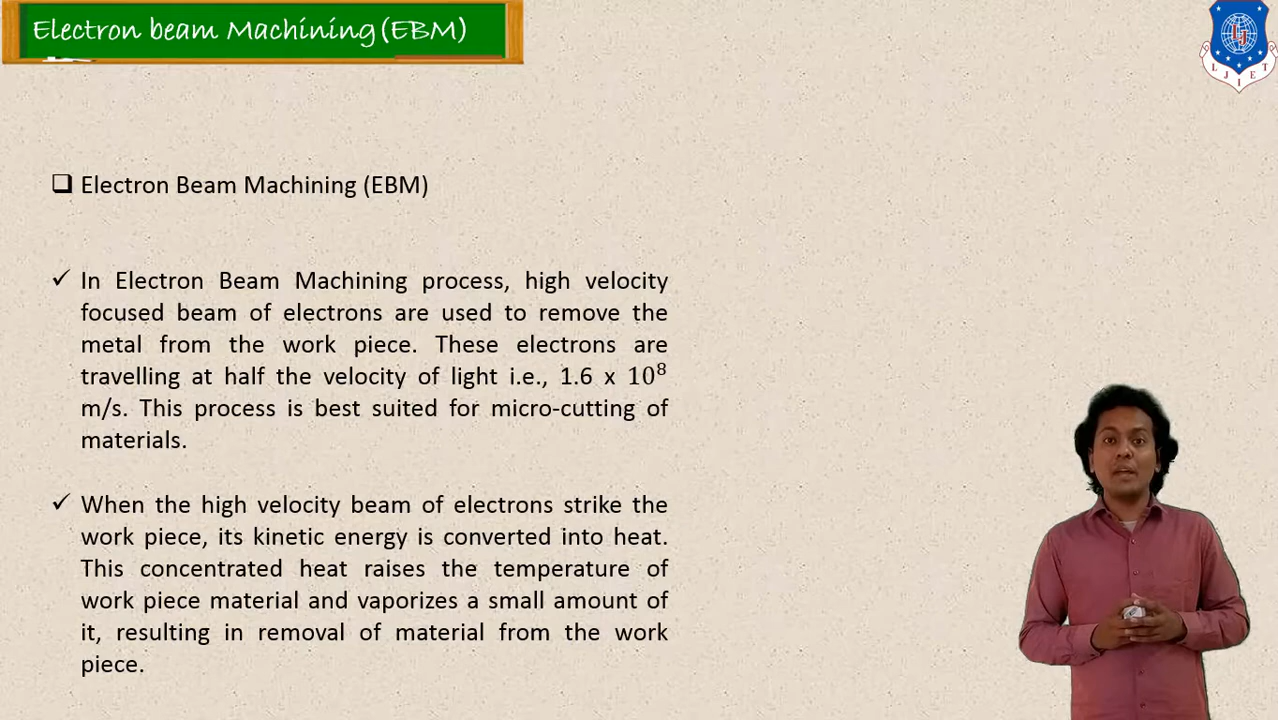 Electron beam Machining (EBM)
L J I E T
Electron Beam Machining (EBM)
In Electron Beam Machining process, high velocity
focused beam of electrons are used to remove the
metal from the work piece. These electrons are
travelling at half the velocity of light i.e., 1.6 x 10⁸
m/s. This process is best suited for micro-cutting of
materials.
When the high velocity beam of electrons strike the
work piece, its kinetic energy is converted into heat.
This concentrated heat raises the temperature of
work piece material and vaporizes a small amount of
it, resulting in removal of material from the work
piece.